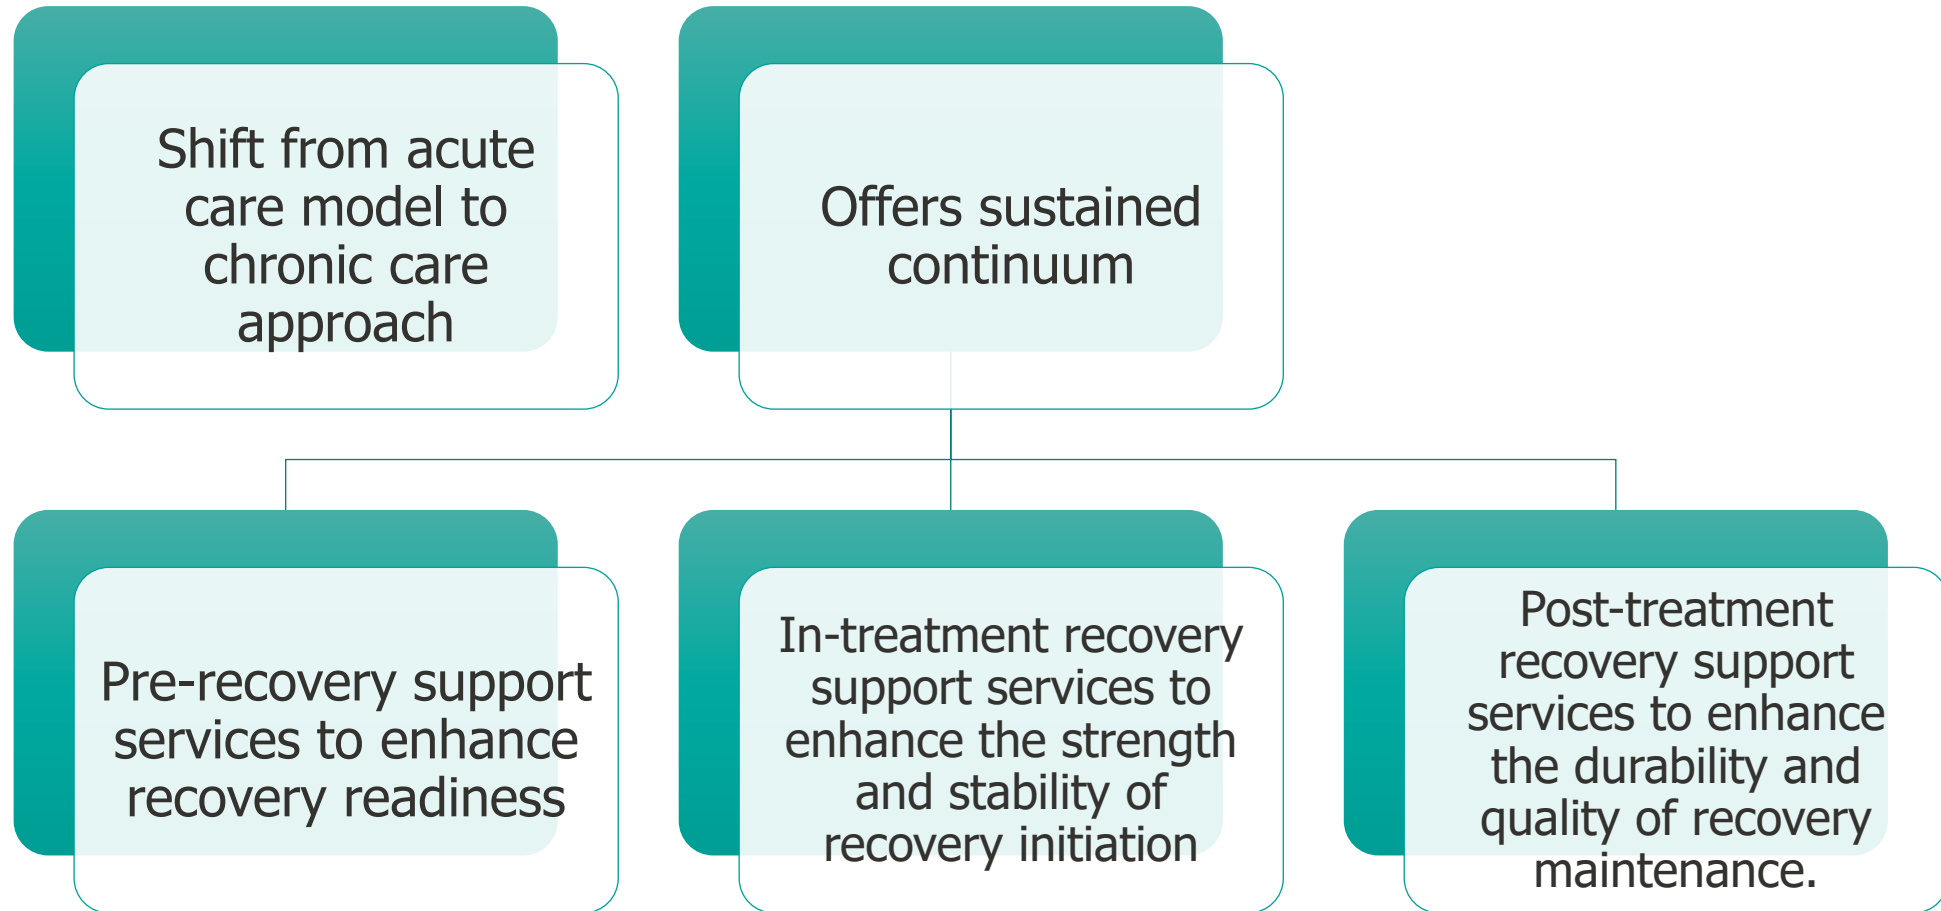 Shift from acute
care model to
chronic care
approach
Offers sustained
continuum
Pre-recovery support
services to enhance
recovery readiness
In-treatment recovery
support services to
enhance the strength
and stability of
recovery initiation
Post-treatment
recovery support
services to enhance
the durability and
quality of recovery
maintenance.